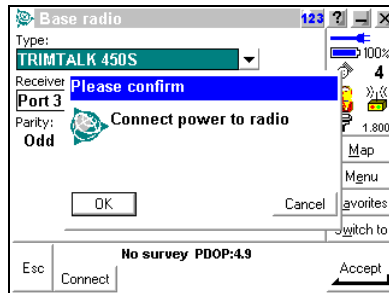 Base radio
123 ? X
Type:
TRIMTALK 450S
100%
Receiver
Please confirm
4
Port 3
Connect power to radio
Parity:
Odd
1.800
Map
Menu
OK
Cancel
avorites
witch to
No survey PDOP:4.9
Esc
Connect
Accept